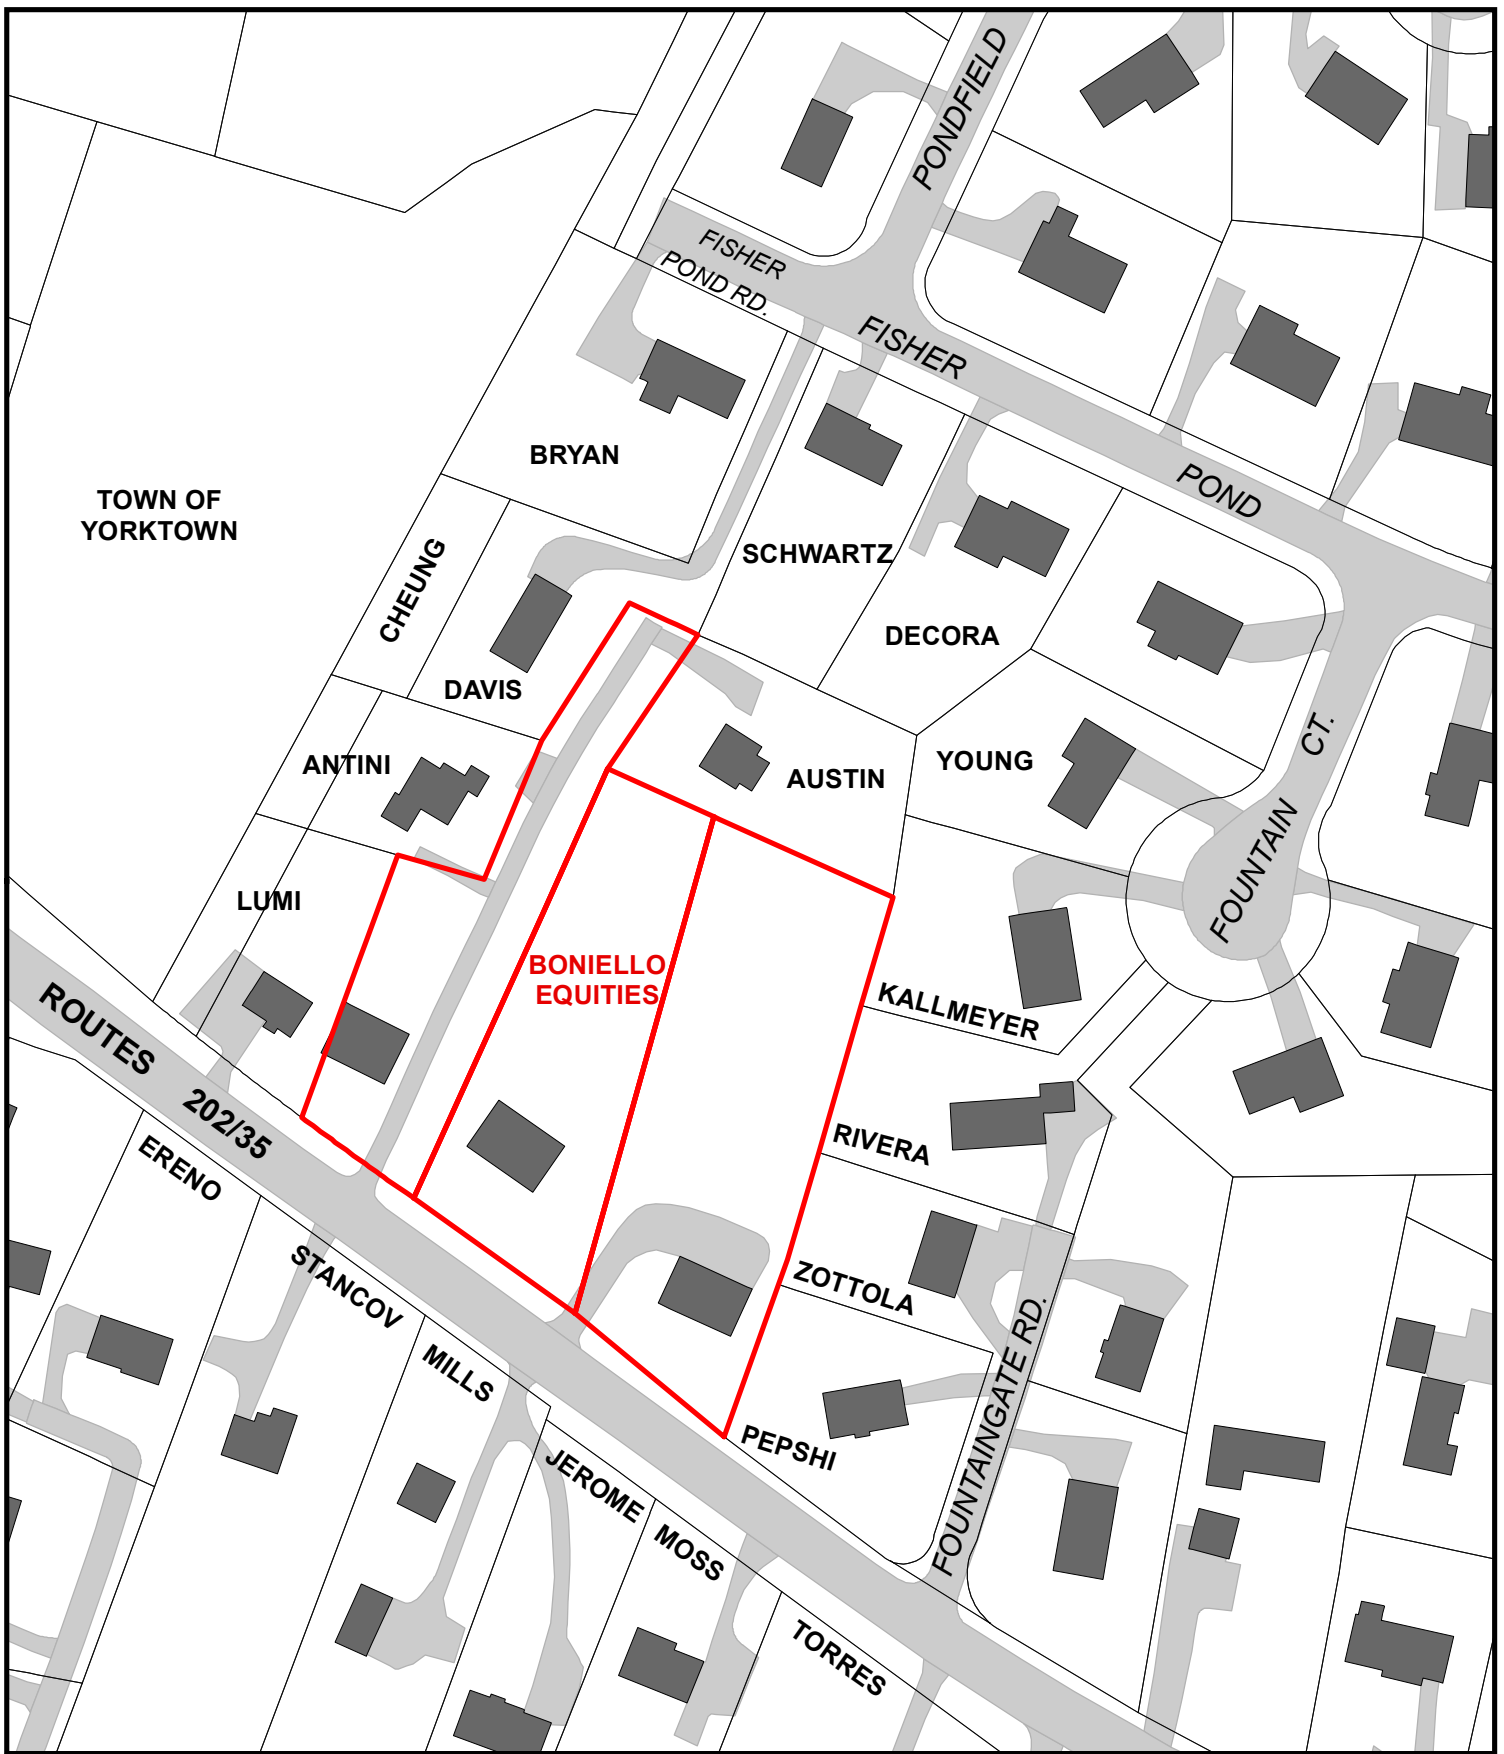 PONDFIELD
FISHER
POND RD.
FISHER
POND
BRYAN
TOWN OF
YORKTOWN
CHEUNG
SCHWARTZ
DECORA
DAVIS
ANTINI
AUSTIN
YOUNG
FOUNTAIN CT.
LUMI
BONIELLO
EQUITIES
KALLMEYER
ROUTES 202/35
RIVERA
ERENO
ZOTTOLA
STANCOV
MILLS
FOUNTAINGATE RD.
PEPSHI
JEROME
MOSS
TORRES